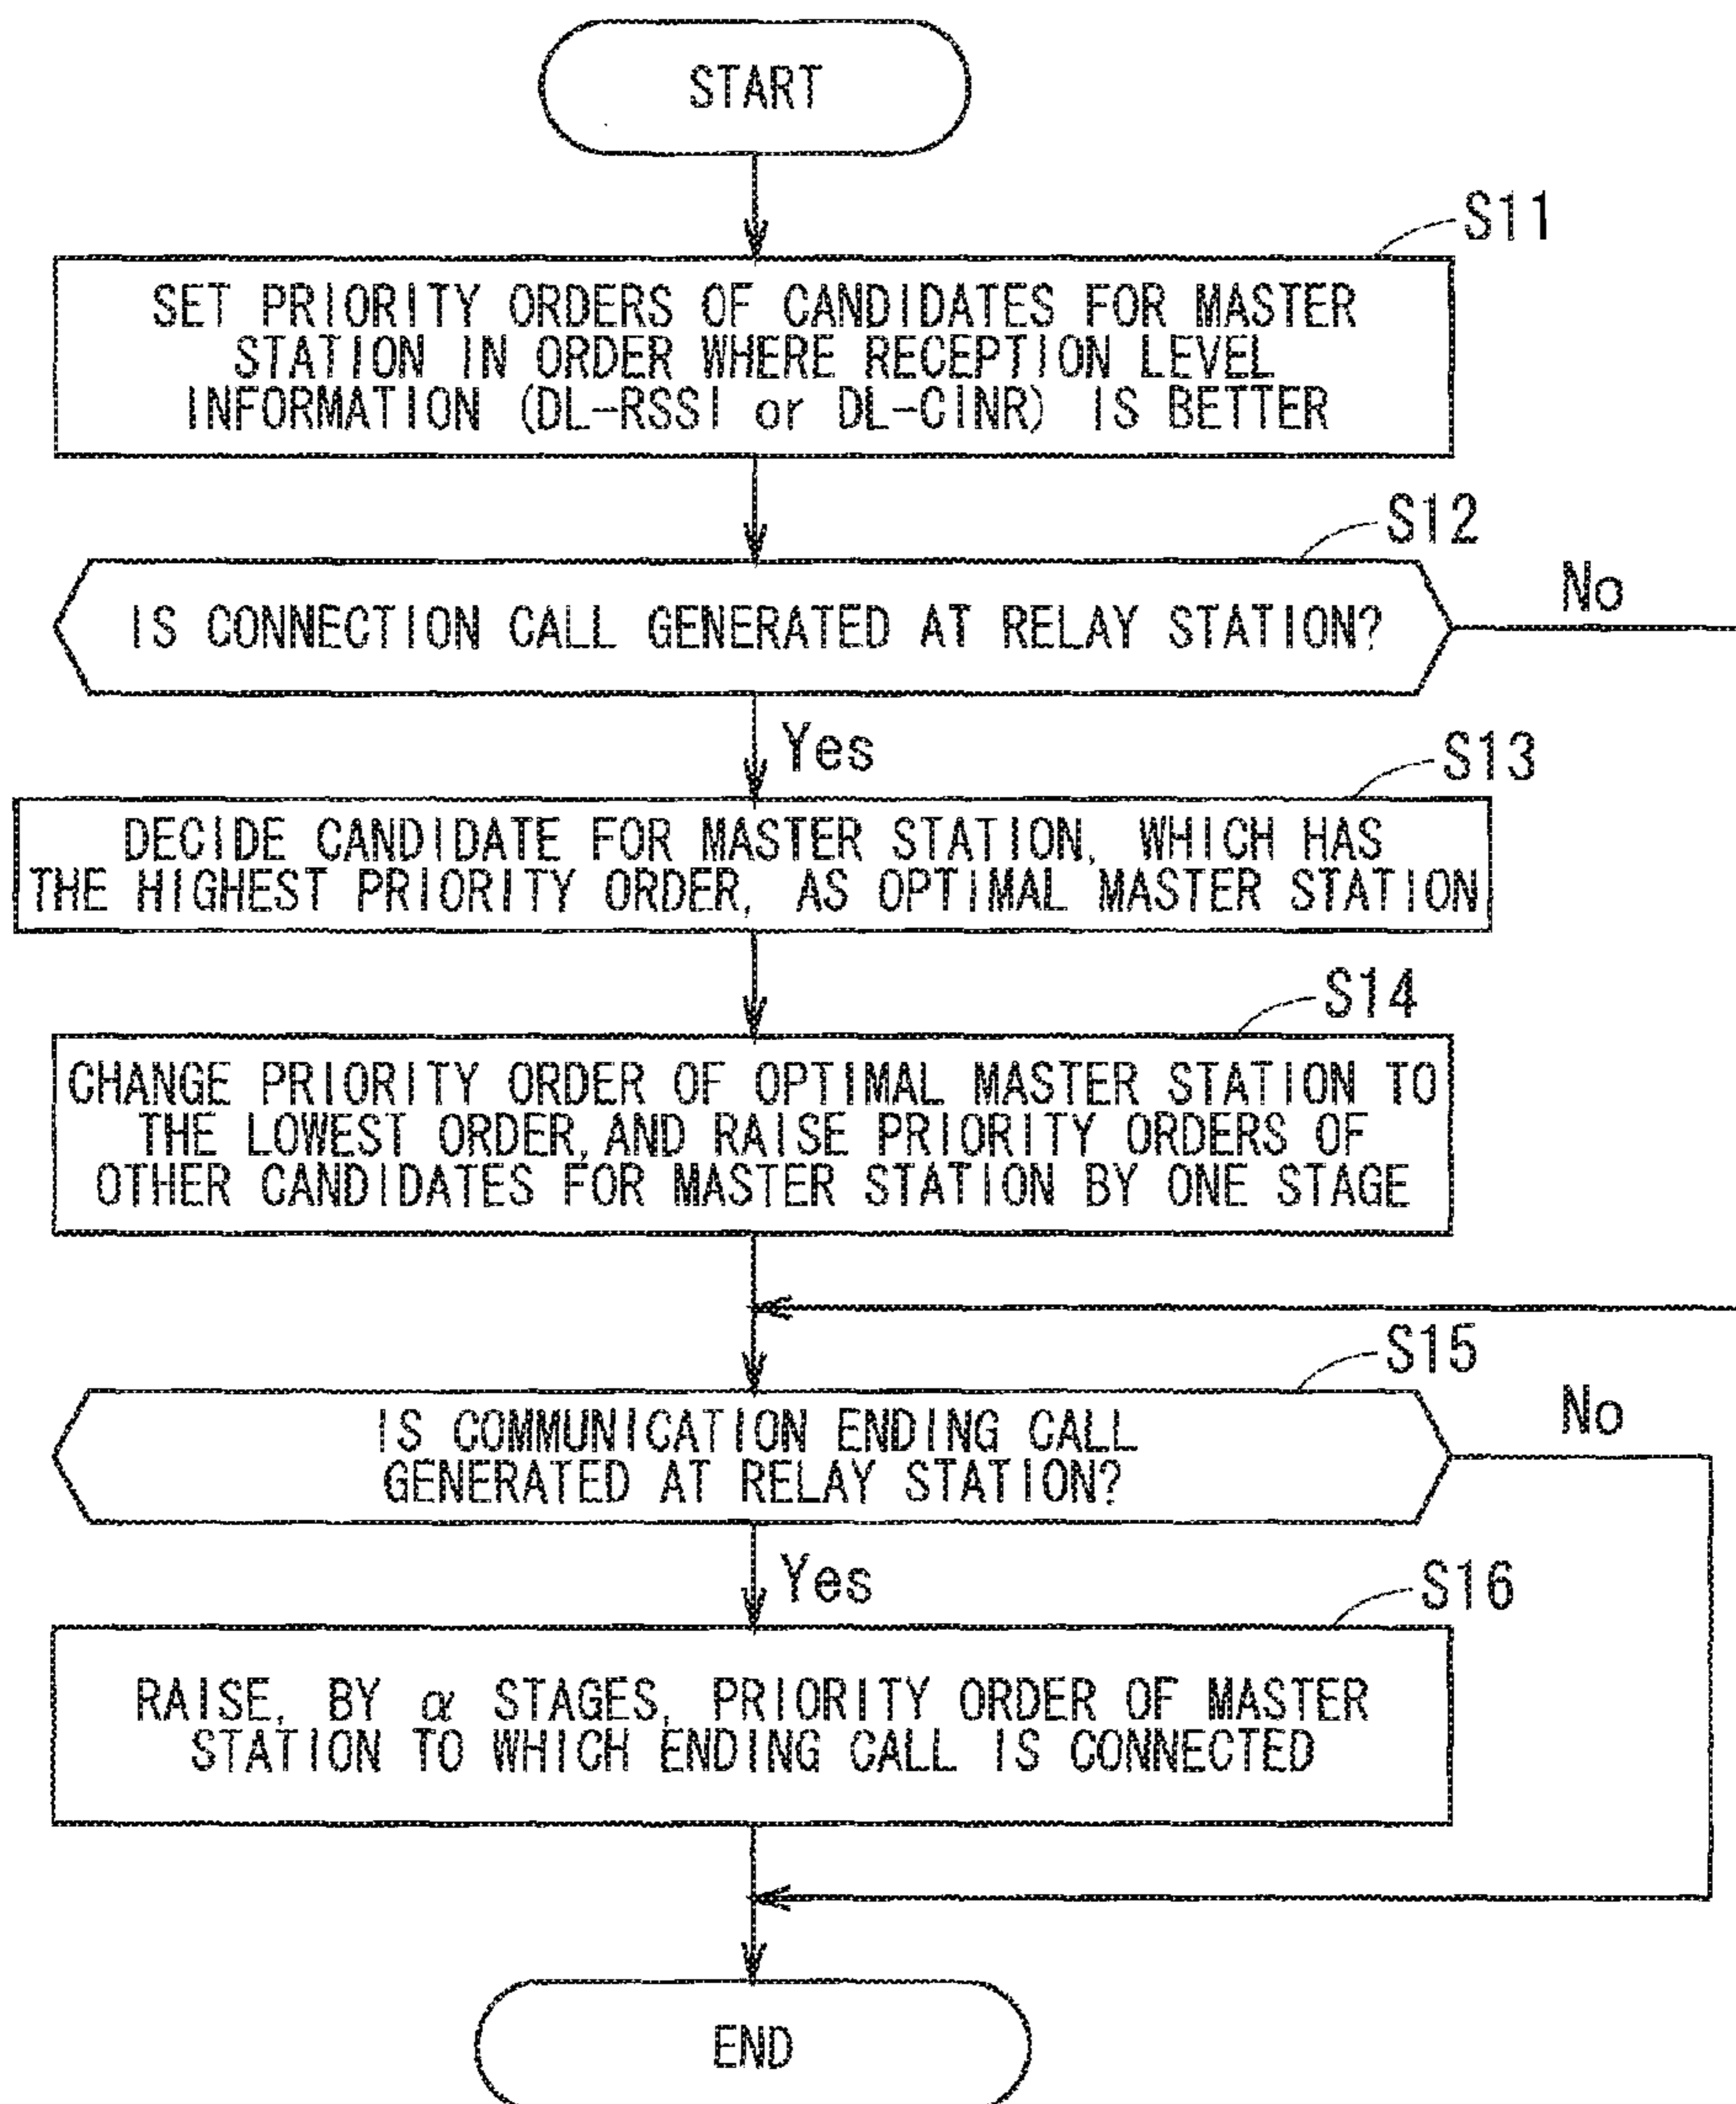 START
S11
SET PRIORITY ORDERS OF CANDIDATES FOR MASTER
STATION IN ORDER WHERE RECEPTION LEVEL
INFORMATION (DL-RSSI or DL-CINR) IS BETTER
S12
IS CONNECTION CALL GENERATED AT RELAY STATION?
No
Yes
S13
DECIDE CANDIDATE FOR MASTER STATION, WHICH HAS
THE HIGHEST PRIORITY ORDER, AS OPTIMAL MASTER STATION
S14
CHANGE PRIORITY ORDER OF OPTIMAL MASTER STATION TO
THE LOWEST ORDER, AND RAISE PRIORITY ORDERS OF
OTHER CANDIDATES FOR MASTER STATION BY ONE STAGE
S15
IS COMMUNICATION ENDING CALL
GENERATED AT RELAY STATION?
No
Yes
S16
RAISE, BY α STAGES, PRIORITY ORDER OF MASTER
STATION TO WHICH ENDING CALL IS CONNECTED
END